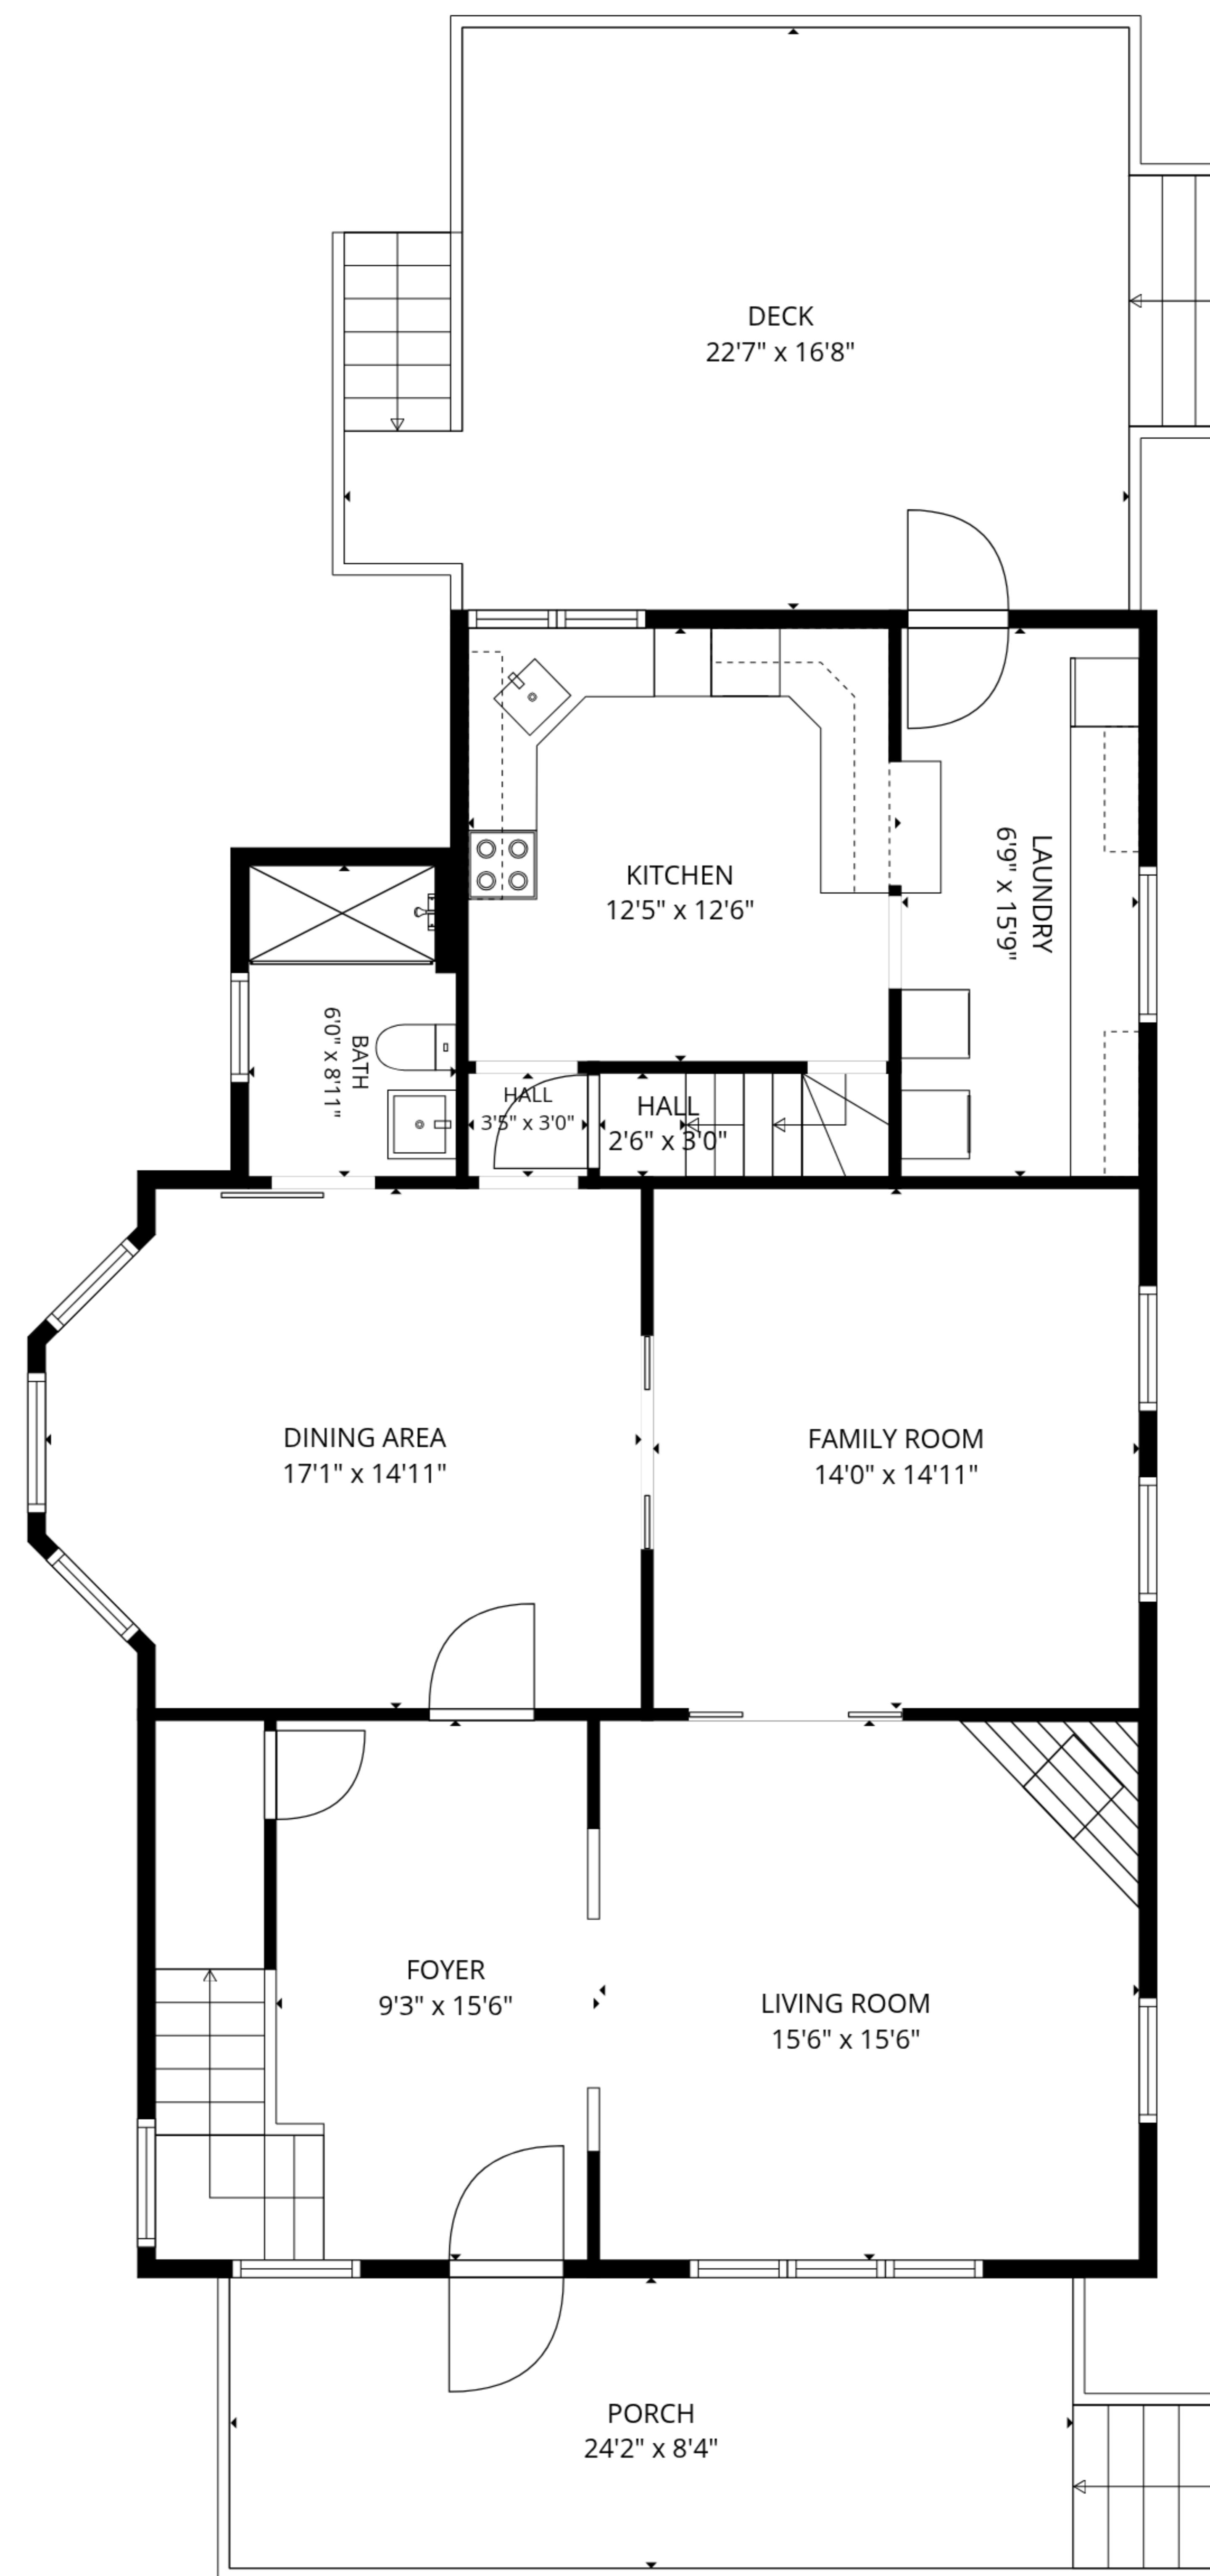 DECK
22'7" x 16'8"
KITCHEN
12'5" x 12'6"
LAUNDRY
6'9" x 15'9"
BATH
6'0" x 8'11"
HALL
3'5" x 3'0"
HALL
2'6" x 3'0"
DINING AREA
17'1" x 14'11"
FAMILY ROOM
14'0" x 14'11"
FOYER
9'3" x 15'6"
LIVING ROOM
15'6" x 15'6"
PORCH
24'2" x 8'4"